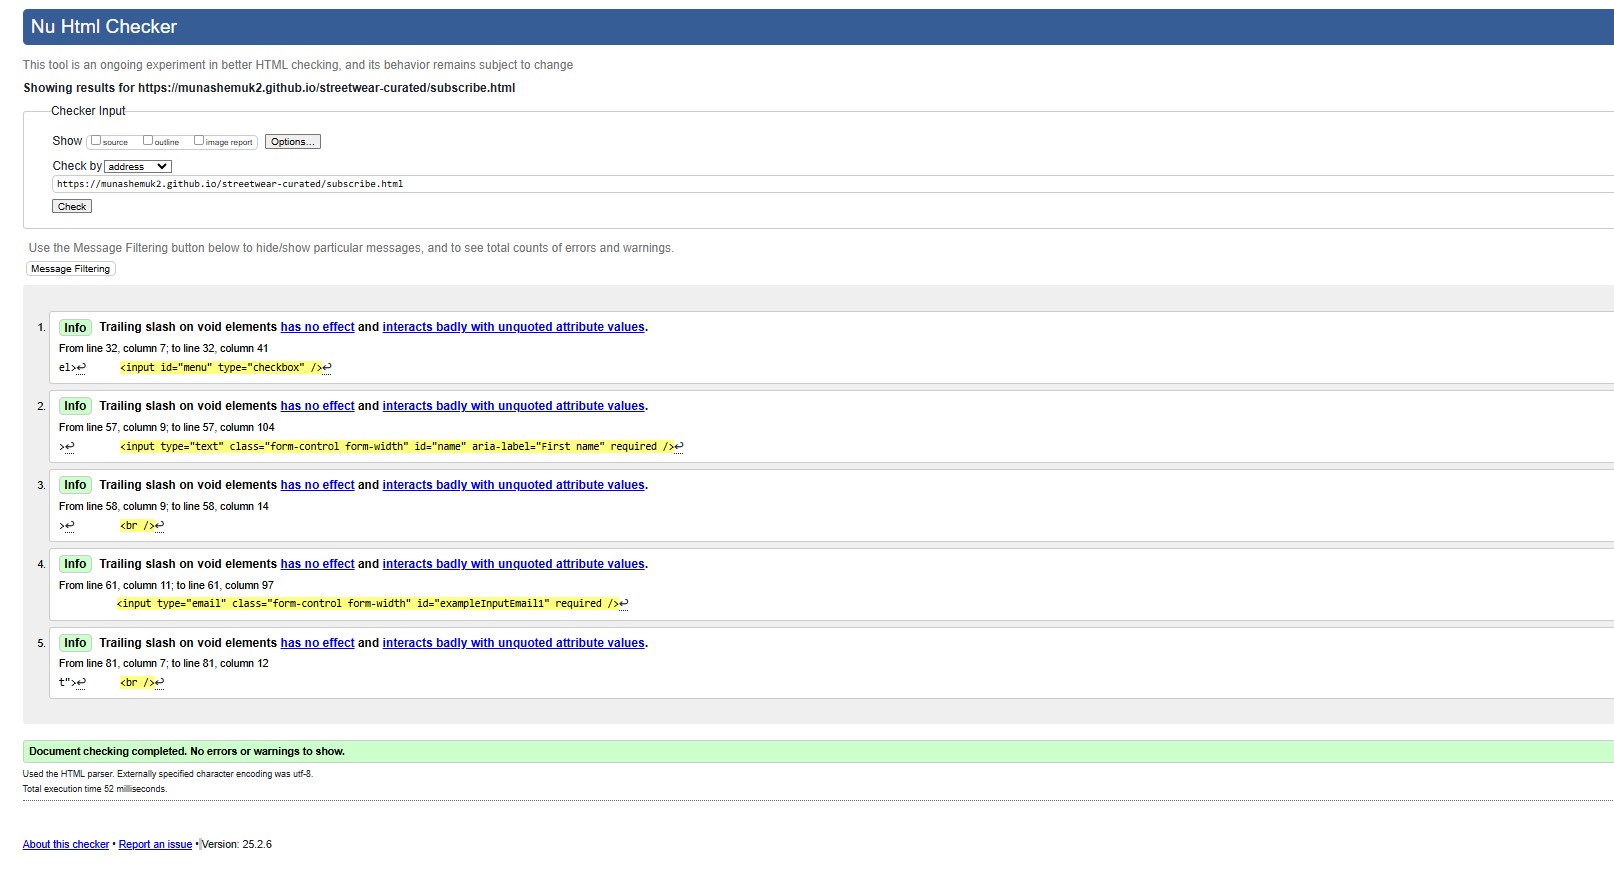 Nu Html Checker
This tool is an ongoing experiment in better HTML checking, and its behavior remains subject to change
Showing results for https://munashemuk2.github.io/streetwear-curated/subscribe.html
Checker Input
Show source outline image report Options...
Check by address
https://munashemuk2.github.io/streetwear-curated/subscribe.html
Check
Use the Message Filtering button below to hide/show particular messages, and to see total counts of errors and warnings.
Message Filtering
1. Info Trailing slash on void elements has no effect and interacts badly with unquoted attribute values.
From line 32, column 7; to line 32, column 41
el>↩ <input id="menu" type="checkbox" />↩
2. Info Trailing slash on void elements has no effect and interacts badly with unquoted attribute values.
From line 57, column 9; to line 57, column 104
>↩ <input type="text" class="form-control form-width" id="name" aria-label="First name" required />↩
3. Info Trailing slash on void elements has no effect and interacts badly with unquoted attribute values.
From line 58, column 9; to line 58, column 14
>↩ <br />↩
4. Info Trailing slash on void elements has no effect and interacts badly with unquoted attribute values.
From line 61, column 11; to line 61, column 97
<input type="email" class="form-control form-width" id="exampleInputEmail1" required />↩
5. Info Trailing slash on void elements has no effect and interacts badly with unquoted attribute values.
From line 81, column 7; to line 81, column 12
t">↩ <br />↩
Document checking completed. No errors or warnings to show.
Used the HTML parser. Externally specified character encoding was utf-8.
Total execution time 52 milliseconds.
About this checker • Report an issue • Version: 25.2.6